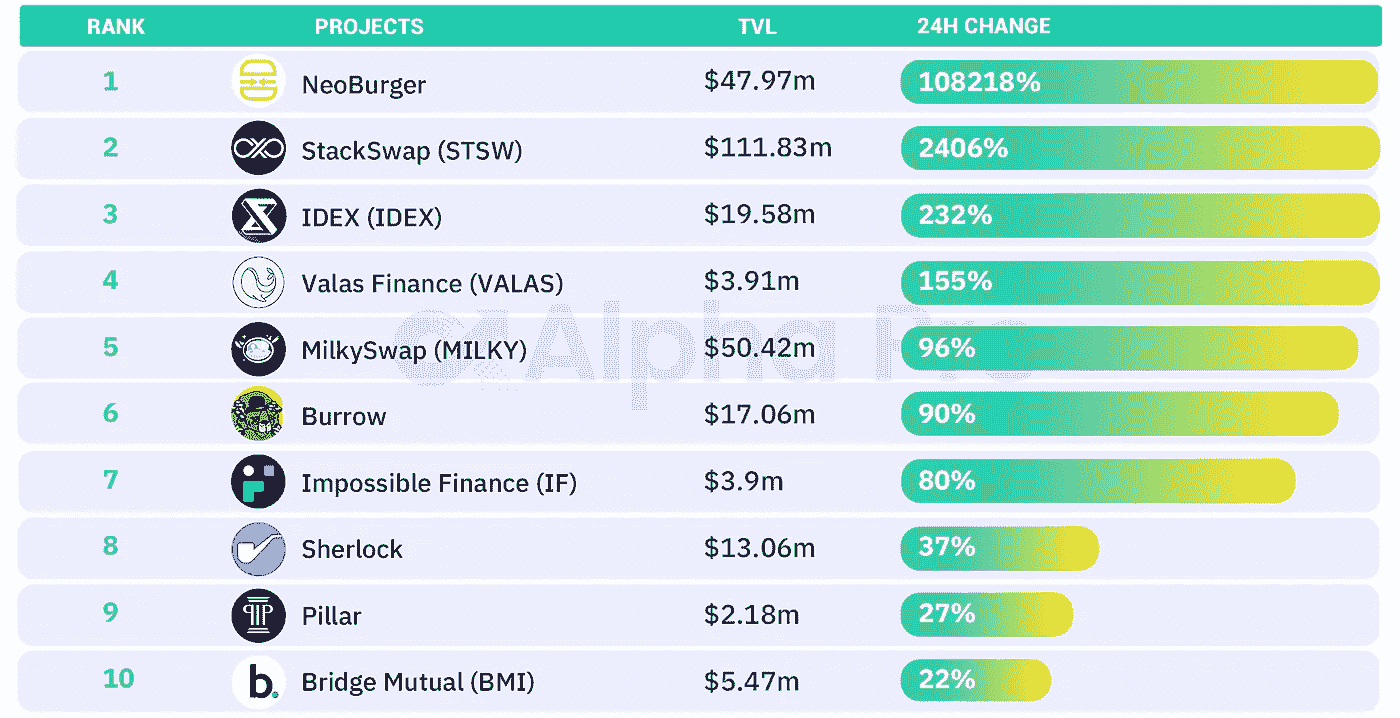 RANK PROJECTS TVL 24H CHANGE
1 NeoBurger $47.97m 108218%
2 StackSwap (STSW) $111.83m 2406%
3 IDEX (IDEX) $19.58m 232%
4 Valas Finance (VALAS) $3.91m 155%
5 MilkySwap (MILKY) $50.42m 96%
6 Burrow $17.06m 90%
7 Impossible Finance (IF) $3.9m 80%
8 Sherlock $13.06m 37%
9 Pillar $2.18m 27%
10 b. Bridge Mutual (BMI) $5.47m 22%
Alpha Pro